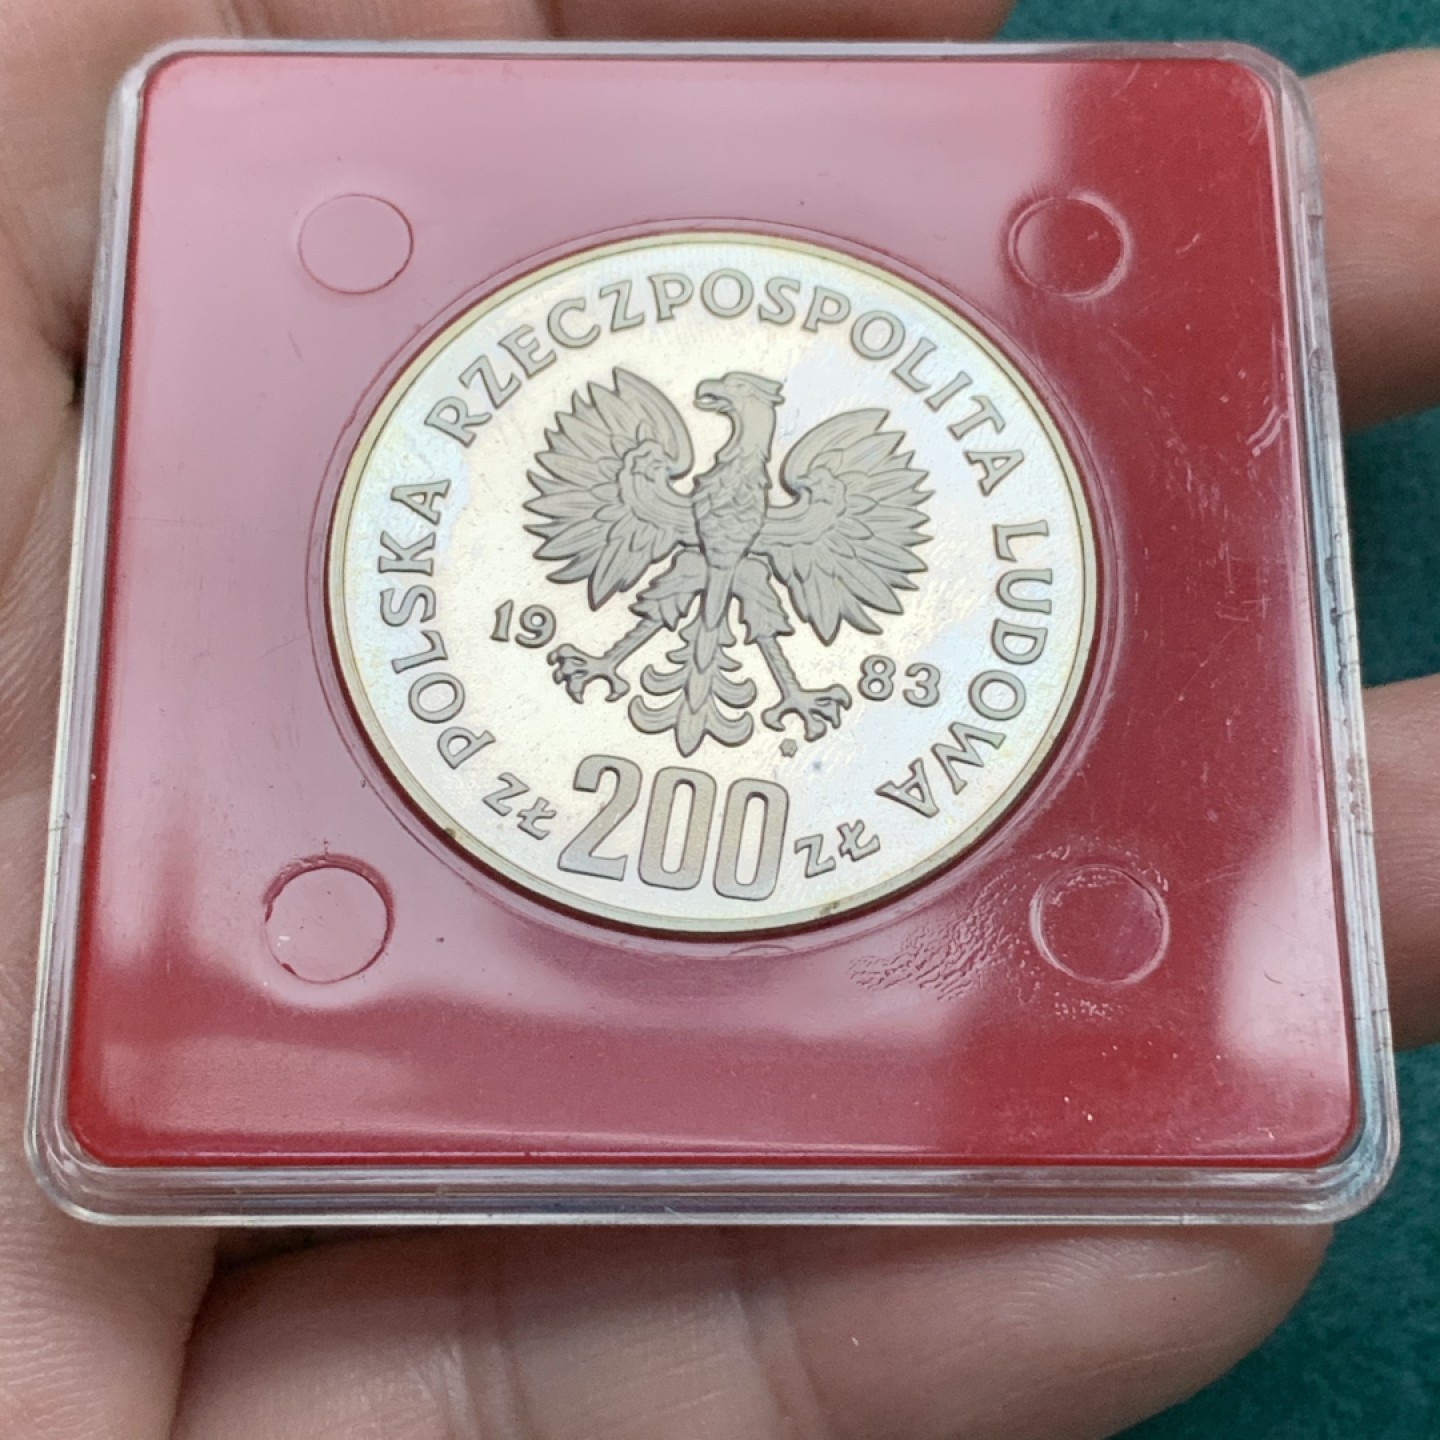 POLSKA RZECZPOSPOLITA LUDOWA
19 83
ZŁ 200 ZŁ